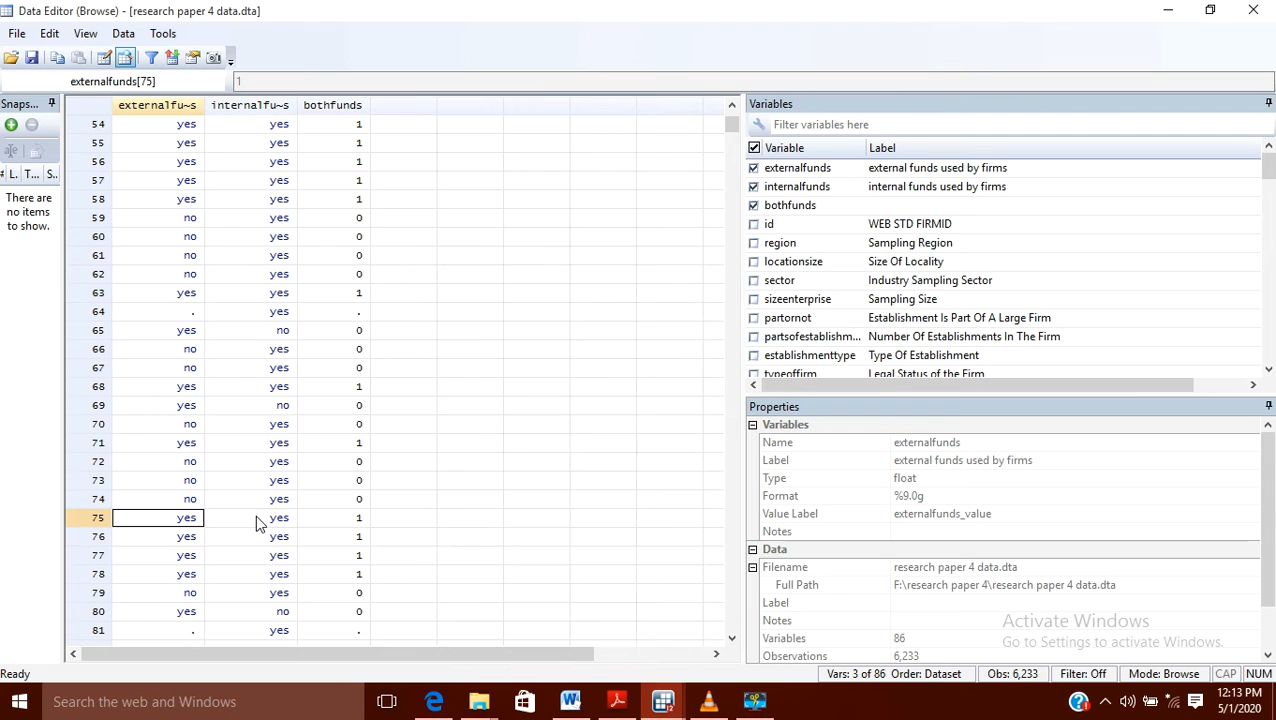 Data Editor (Browse) - [research paper 4 data.dta]
File Edit View Data Tools
externalfunds[75] 1
Snaps...
L. T... S...
There are
no items
to show.
externalfu~s internalfu~s bothfunds
54 yes yes 1
55 yes yes 1
56 yes yes 1
57 yes yes 1
58 yes yes 1
59 no yes 0
60 no yes 0
61 no yes 0
62 no yes 0
63 yes yes 1
64 . yes .
65 yes no 0
66 no yes 0
67 no yes 0
68 yes yes 1
69 yes no 0
70 no yes 0
71 yes yes 1
72 no yes 0
73 no yes 0
74 no yes 0
75 yes yes 1
76 yes yes 1
77 yes yes 1
78 yes yes 1
79 no yes 0
80 yes no 0
81 . yes .
Variables
Filter variables here
Variable Label
externalfunds external funds used by firms
internalfunds internal funds used by firms
bothfunds
id WEB STD FIRMID
region Sampling Region
locationsize Size Of Locality
sector Industry Sampling Sector
sizeenterprise Sampling Size
partornot Establishment Is Part Of A Large Firm
partsofestablishm... Number Of Establishments In The Firm
establishmenttype Type Of Establishment
typeoffirm Legal Status of the Firm
Properties
Variables
Name externalfunds
Label external funds used by firms
Type float
Format %9.0g
Value Label externalfunds_value
Notes
Data
Filename research paper 4 data.dta
Full Path F:\research paper 4\research paper 4 data.dta
Label
Notes
Variables 86
Observations 6,233
Activate Windows
Go to Settings to activate Windows.
Ready Vars: 3 of 86 Order: Dataset Obs: 6,233 Filter: Off Mode: Browse CAP NUM
Search the web and Windows
12:13 PM
5/1/2020